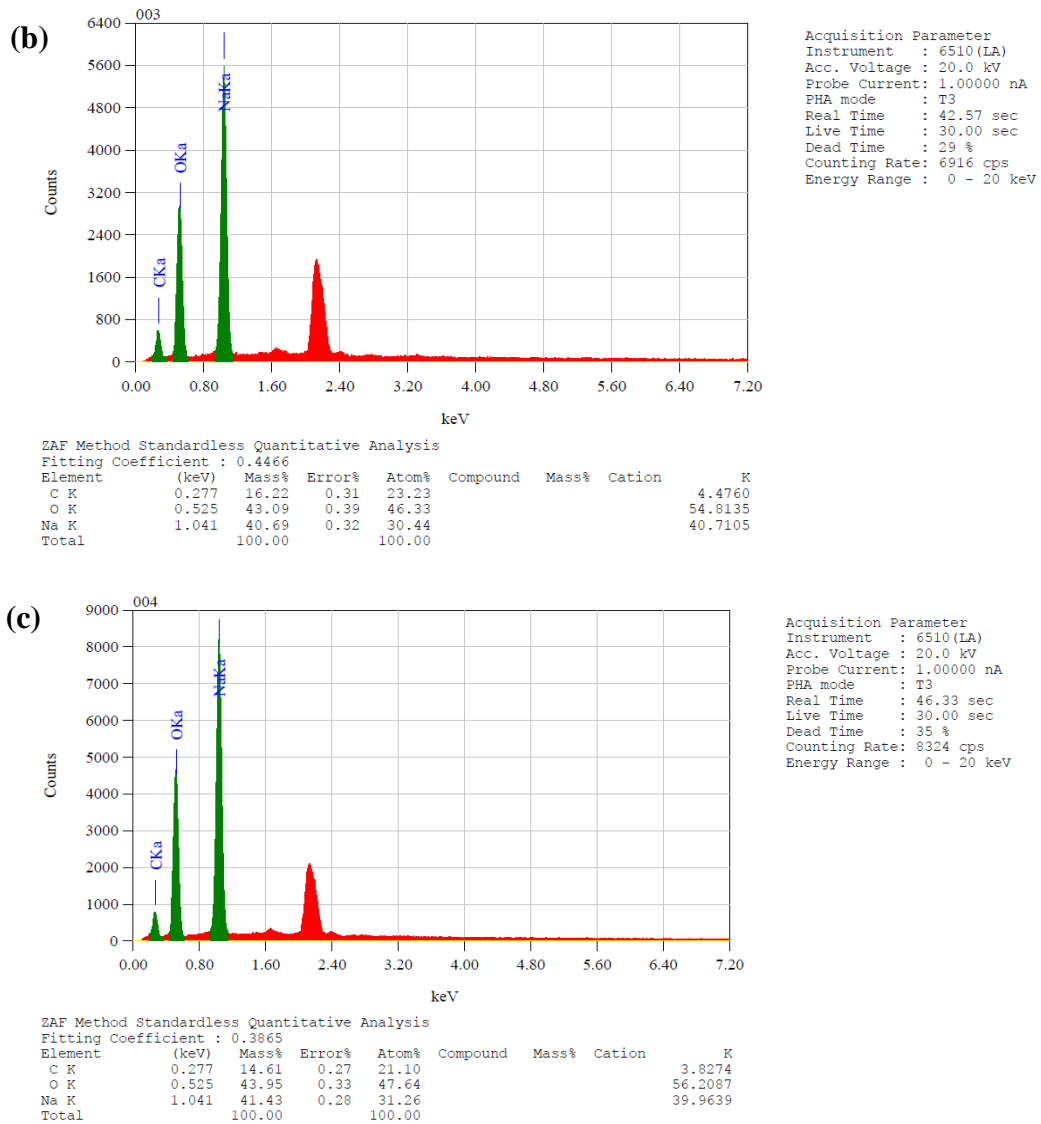 (b)
003
6400
5600
4800
4000
3200
2400
1600
800
0
Counts
CKa
OKa
NaKa
0.00 0.80 1.60 2.40 3.20 4.00 4.80 5.60 6.40 7.20
keV
Acquisition Parameter
Instrument : 6510(LA)
Acc. Voltage : 20.0 kV
Probe Current: 1.00000 nA
PHA mode : T3
Real Time : 42.57 sec
Live Time : 30.00 sec
Dead Time : 29 %
Counting Rate: 6916 cps
Energy Range : 0 - 20 keV
ZAF Method Standardless Quantitative Analysis
Fitting Coefficient : 0.4466
Element (keV) Mass% Error% Atom% Compound Mass% Cation K
C K 0.277 16.22 0.31 23.23 4.4760
O K 0.525 43.09 0.39 46.33 54.8135
Na K 1.041 40.69 0.32 30.44 40.7105
Total 100.00 100.00
(c)
004
9000
8000
7000
6000
5000
4000
3000
2000
1000
0
Counts
CKa
OKa
NaKa
0.00 0.80 1.60 2.40 3.20 4.00 4.80 5.60 6.40 7.20
keV
Acquisition Parameter
Instrument : 6510(LA)
Acc. Voltage : 20.0 kV
Probe Current: 1.00000 nA
PHA mode : T3
Real Time : 46.33 sec
Live Time : 30.00 sec
Dead Time : 35 %
Counting Rate: 8324 cps
Energy Range : 0 - 20 keV
ZAF Method Standardless Quantitative Analysis
Fitting Coefficient : 0.3865
Element (keV) Mass% Error% Atom% Compound Mass% Cation K
C K 0.277 14.61 0.27 21.10 3.8274
O K 0.525 43.95 0.33 47.64 56.2087
Na K 1.041 41.43 0.28 31.26 39.9639
Total 100.00 100.00